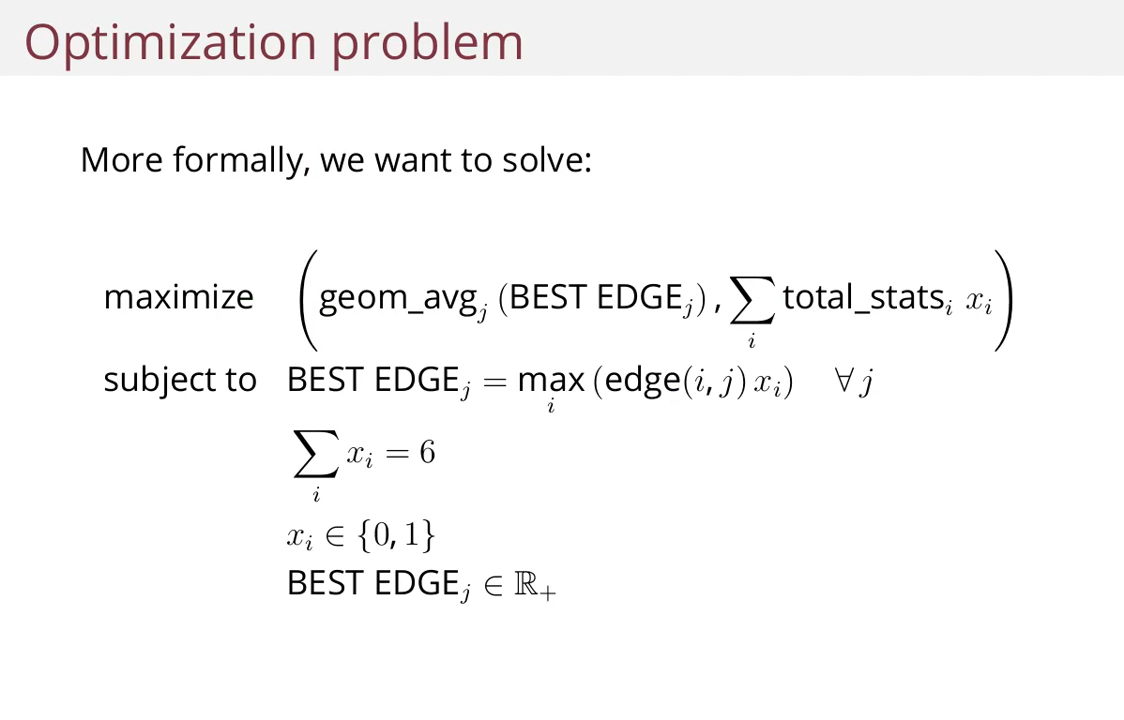 Optimization problem
More formally, we want to solve:
maximize (geom_avg_j (BEST EDGE_j), ∑_i total_stats_i x_i)
subject to BEST EDGE_j = max_i (edge(i, j) x_i) ∀ j
∑_i x_i = 6
x_i ∈ {0, 1}
BEST EDGE_j ∈ ℝ_+